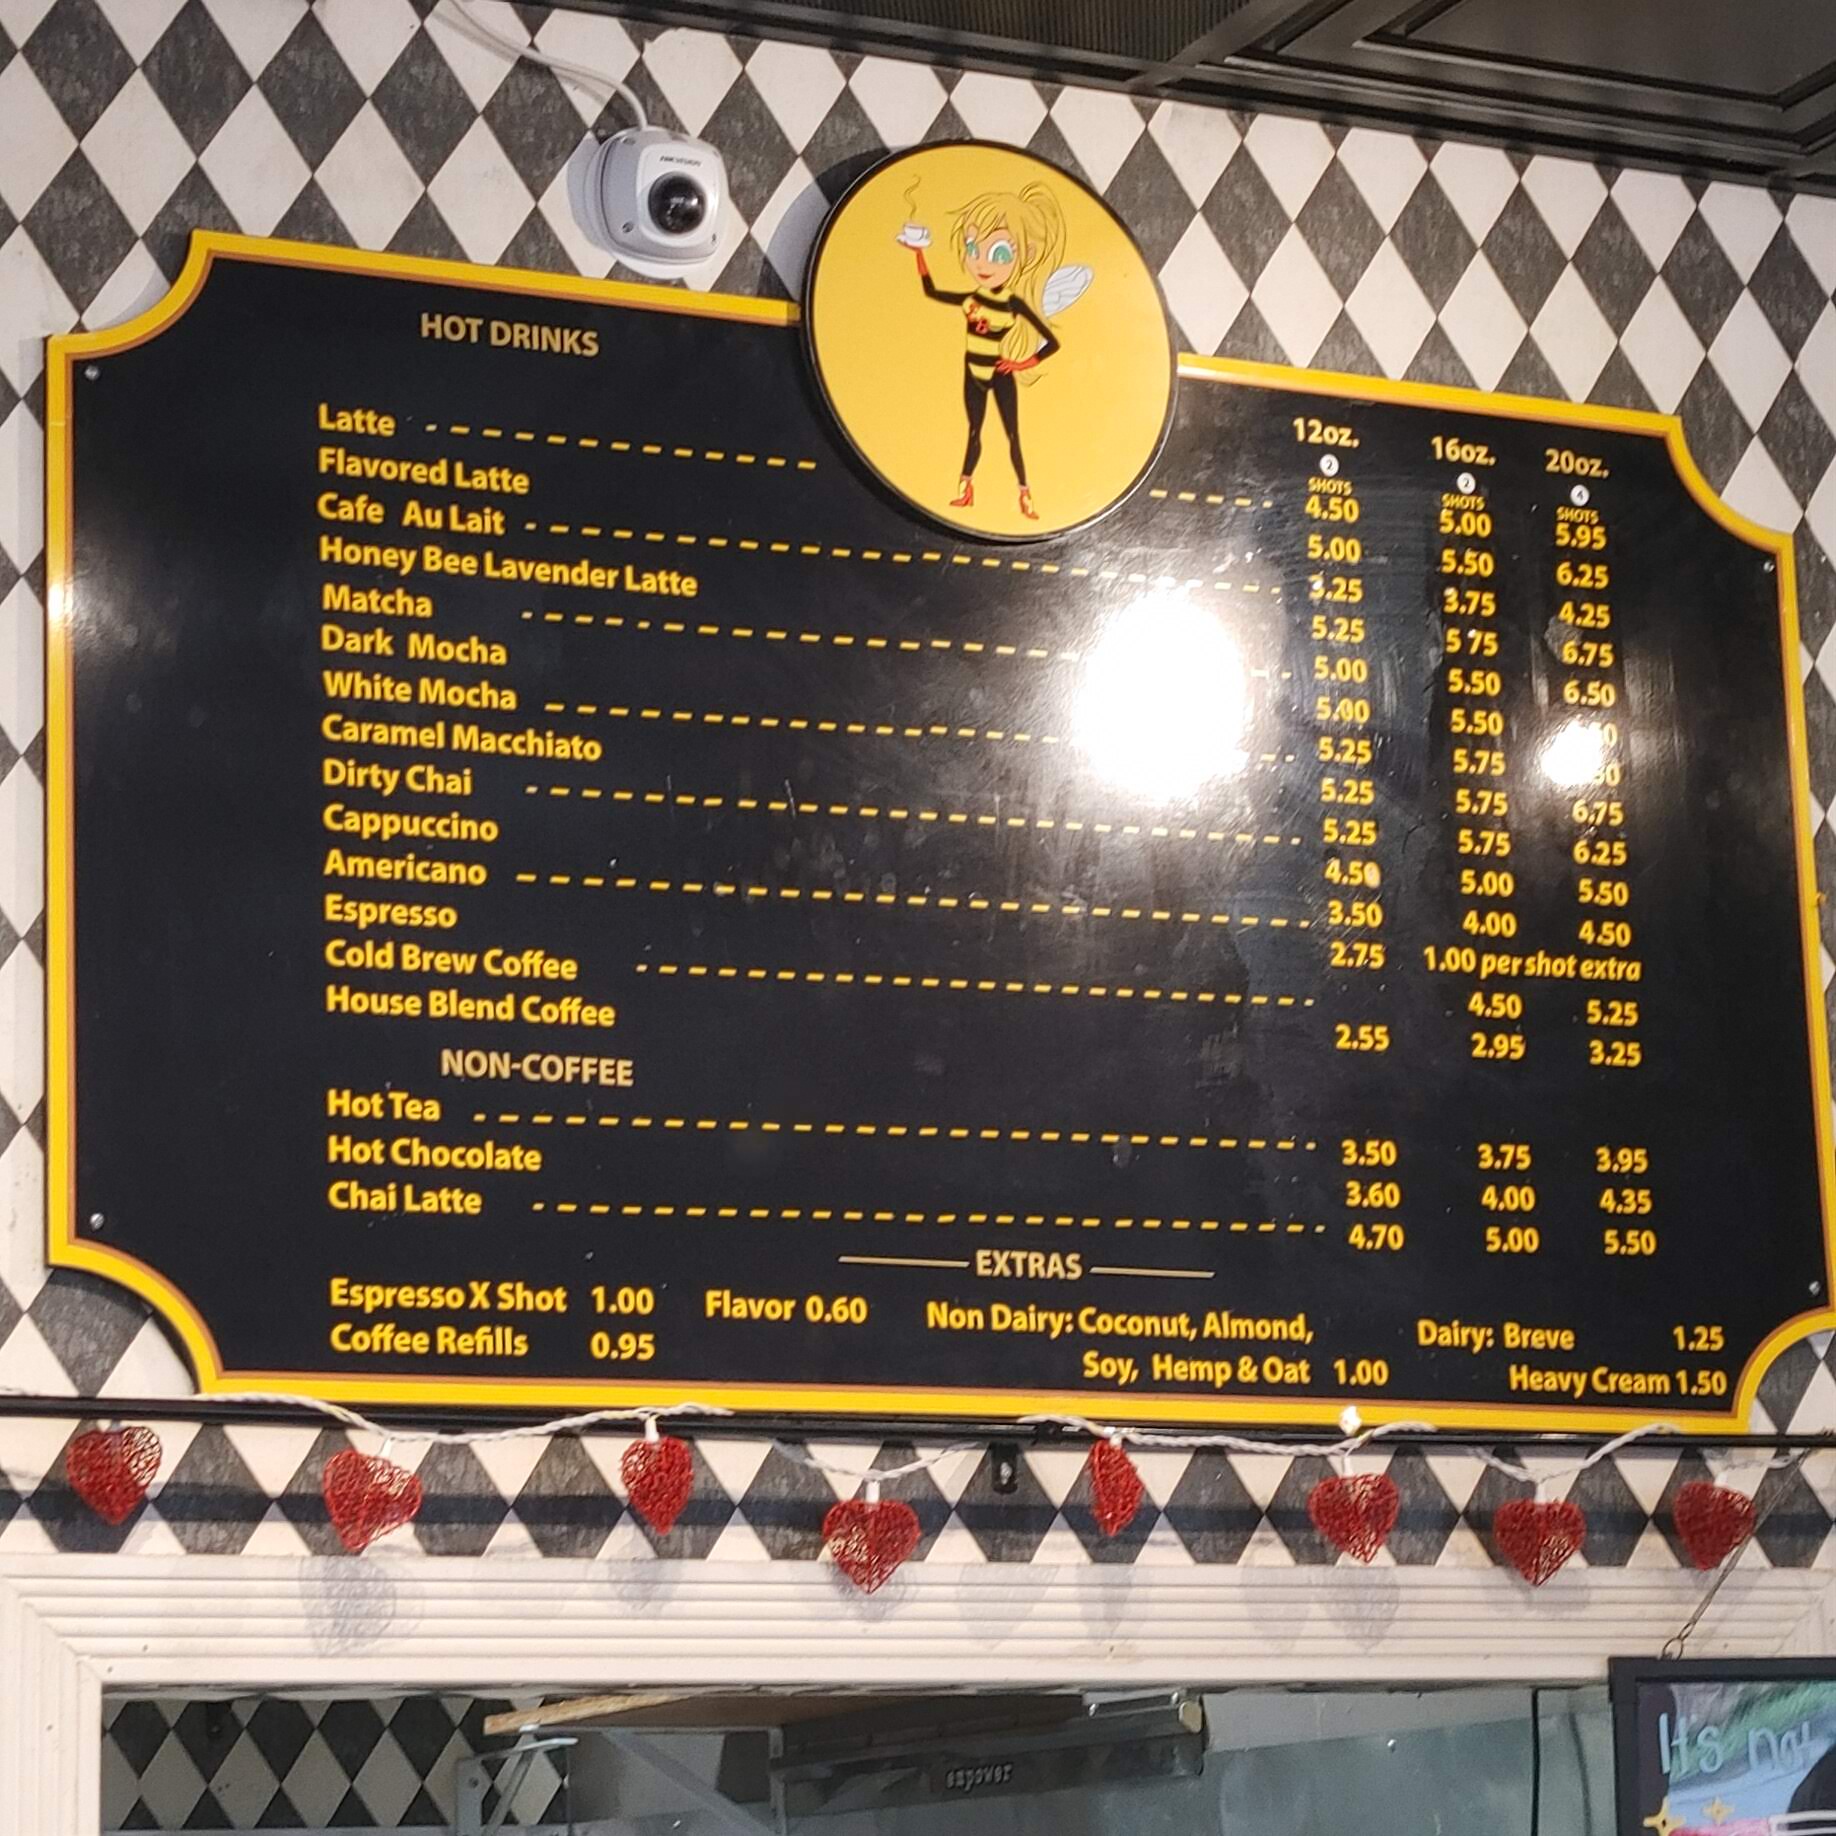 HIKVISION
HOT DRINKS
12oz. 16oz. 20oz.
2 2 4
SHOTS SHOTS SHOTS
Latte 4.50 5.00 5.95
Flavored Latte 5.00 5.50 6.25
Cafe Au Lait 3.25 3.75 4.25
Honey Bee Lavender Latte 5.25 5 75 6.75
Matcha 5.00 5.50 6.50
Dark Mocha 5.00 5.50
White Mocha 5.25 5.75
Caramel Macchiato 5.25 5.75 6.75
Dirty Chai 5.25 5.75 6.25
Cappuccino 4.50 5.00 5.50
Americano 3.50 4.00 4.50
Espresso 2.75 1.00 per shot extra
Cold Brew Coffee 4.50 5.25
House Blend Coffee 2.55 2.95 3.25
NON-COFFEE
Hot Tea 3.50 3.75 3.95
Hot Chocolate 3.60 4.00 4.35
Chai Latte 4.70 5.00 5.50
EXTRAS
Espresso X Shot 1.00 Flavor 0.60 Non Dairy: Coconut, Almond, Dairy: Breve 1.25
Coffee Refills 0.95 Soy, Hemp & Oat 1.00 Heavy Cream 1.50
empower
It's not